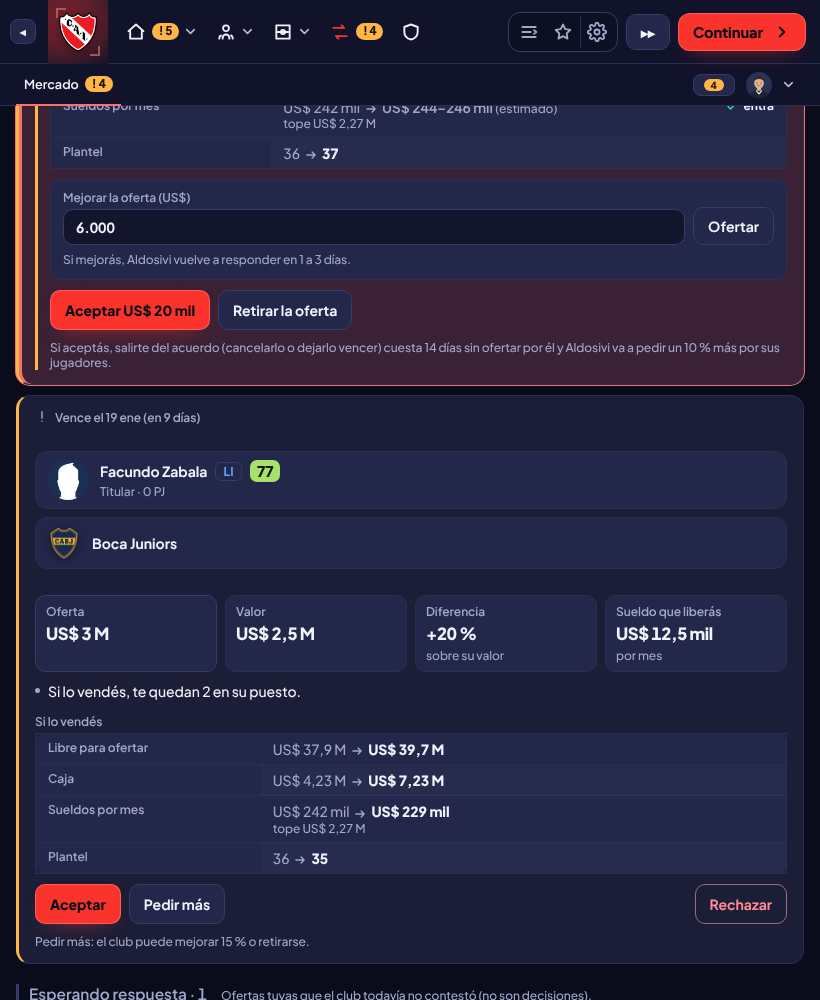 ! 5
! 4
Continuar
Mercado ! 4
4
Sueldos por mes
US$ 242 mil → US$ 244–246 mil (estimado)
entra
tope US$ 2,27 M
Plantel
36 → 37
Mejorar la oferta (US$)
6.000
Ofertar
Si mejorás, Aldosivi vuelve a responder en 1 a 3 días.
Aceptar US$ 20 mil
Retirar la oferta
Si aceptás, salirte del acuerdo (cancelarlo o dejarlo vencer) cuesta 14 días sin ofertar por él y Aldosivi va a pedir un 10 % más por sus
jugadores.
! Vence el 19 ene (en 9 días)
Facundo Zabala LI 77
Titular · 0 PJ
CABJ
Boca Juniors
Oferta
US$ 3 M
Valor
US$ 2,5 M
Diferencia
+20 %
sobre su valor
Sueldo que liberás
US$ 12,5 mil
por mes
• Si lo vendés, te quedan 2 en su puesto.
Si lo vendés
Libre para ofertar
US$ 37,9 M → US$ 39,7 M
Caja
US$ 4,23 M → US$ 7,23 M
Sueldos por mes
US$ 242 mil → US$ 229 mil
tope US$ 2,27 M
Plantel
36 → 35
Aceptar
Pedir más
Rechazar
Pedir más: el club puede mejorar 15 % o retirarse.
Esperando respuesta · 1 Ofertas tuyas que el club todavía no contestó (no son decisiones).